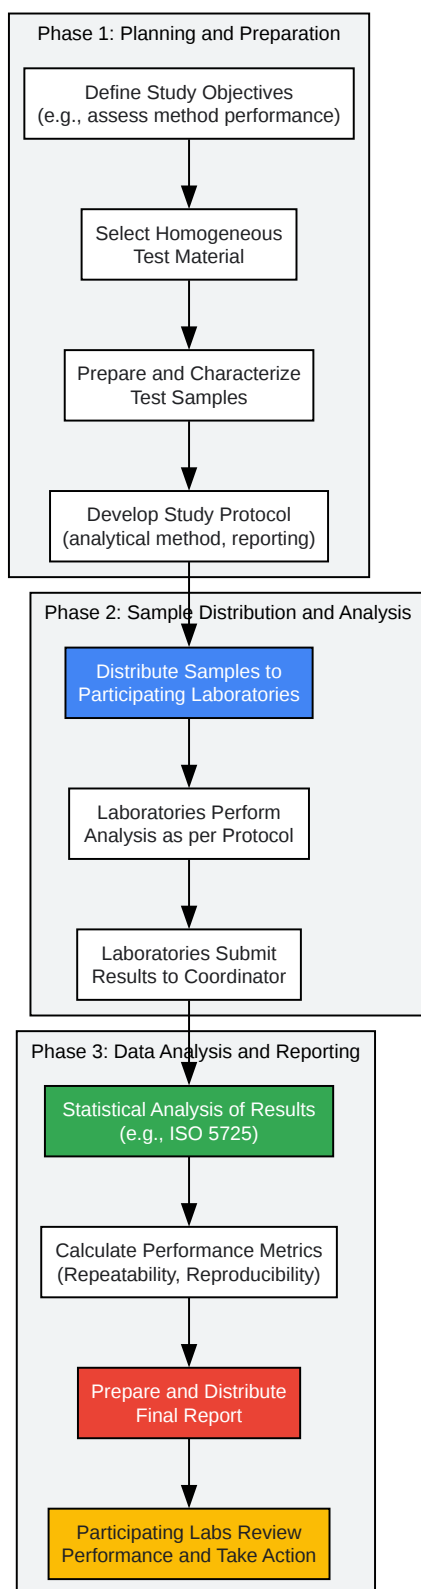 Phase 1: Planning and Preparation
Define Study Objectives
(e.g., assess method performance)
Select Homogeneous
Test Material
Prepare and Characterize
Test Samples
Develop Study Protocol
(analytical method, reporting)
Phase 2: Sample Distribution and Analysis
Distribute Samples to
Participating Laboratories
Laboratories Perform
Analysis as per Protocol
Laboratories Submit
Results to Coordinator
Phase 3: Data Analysis and Reporting
Statistical Analysis of Results
(e.g., ISO 5725)
Calculate Performance Metrics
(Repeatability, Reproducibility)
Prepare and Distribute
Final Report
Participating Labs Review
Performance and Take Action